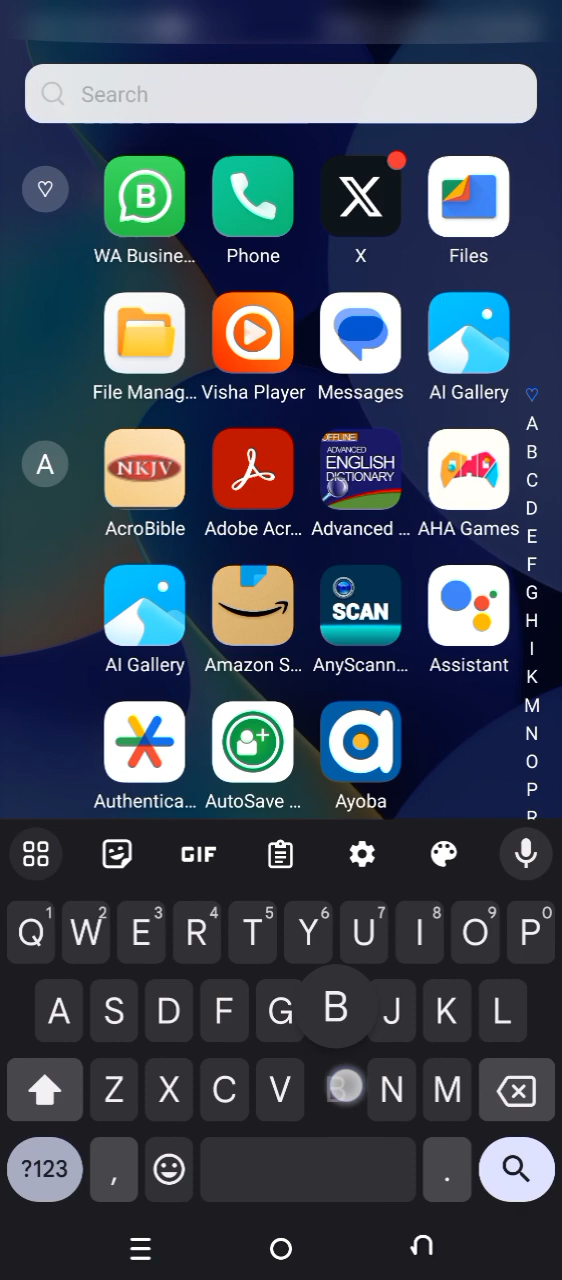 Search
♡
B
WA Busine...
Phone
X
Files
File Manag...
Visha Player
Messages
AI Gallery
♡
A
NKJV
AcroBible
Adobe Acr...
OFFLINE
ADVANCED
ENGLISH
DICTIONARY
Advanced ...
AHA
AHA Games
AI Gallery
Amazon S...
SCAN
AnyScann...
Assistant
Authentica...
AutoSave ...
a
Ayoba
A
B
C
D
E
F
G
H
I
K
M
N
O
P
R
GIF
Q1 W2 E3 R4 T5 Y6 U7 I8 O9 P0
A S D F G B J K L
Z X C V B N M
?123 , .